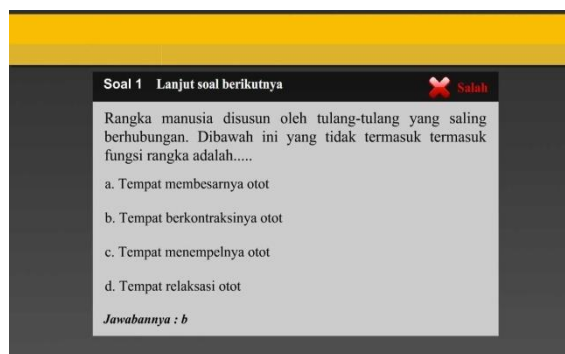 Soal 1 Lanjut soal berikutnya Salah
Rangka manusia disusun oleh tulang-tulang yang saling
berhubungan. Dibawah ini yang tidak termasuk termasuk
fungsi rangka adalah.....
a. Tempat membesarnya otot
b. Tempat berkontraksinya otot
c. Tempat menempelnya otot
d. Tempat relaksasi otot
Jawabannya : b